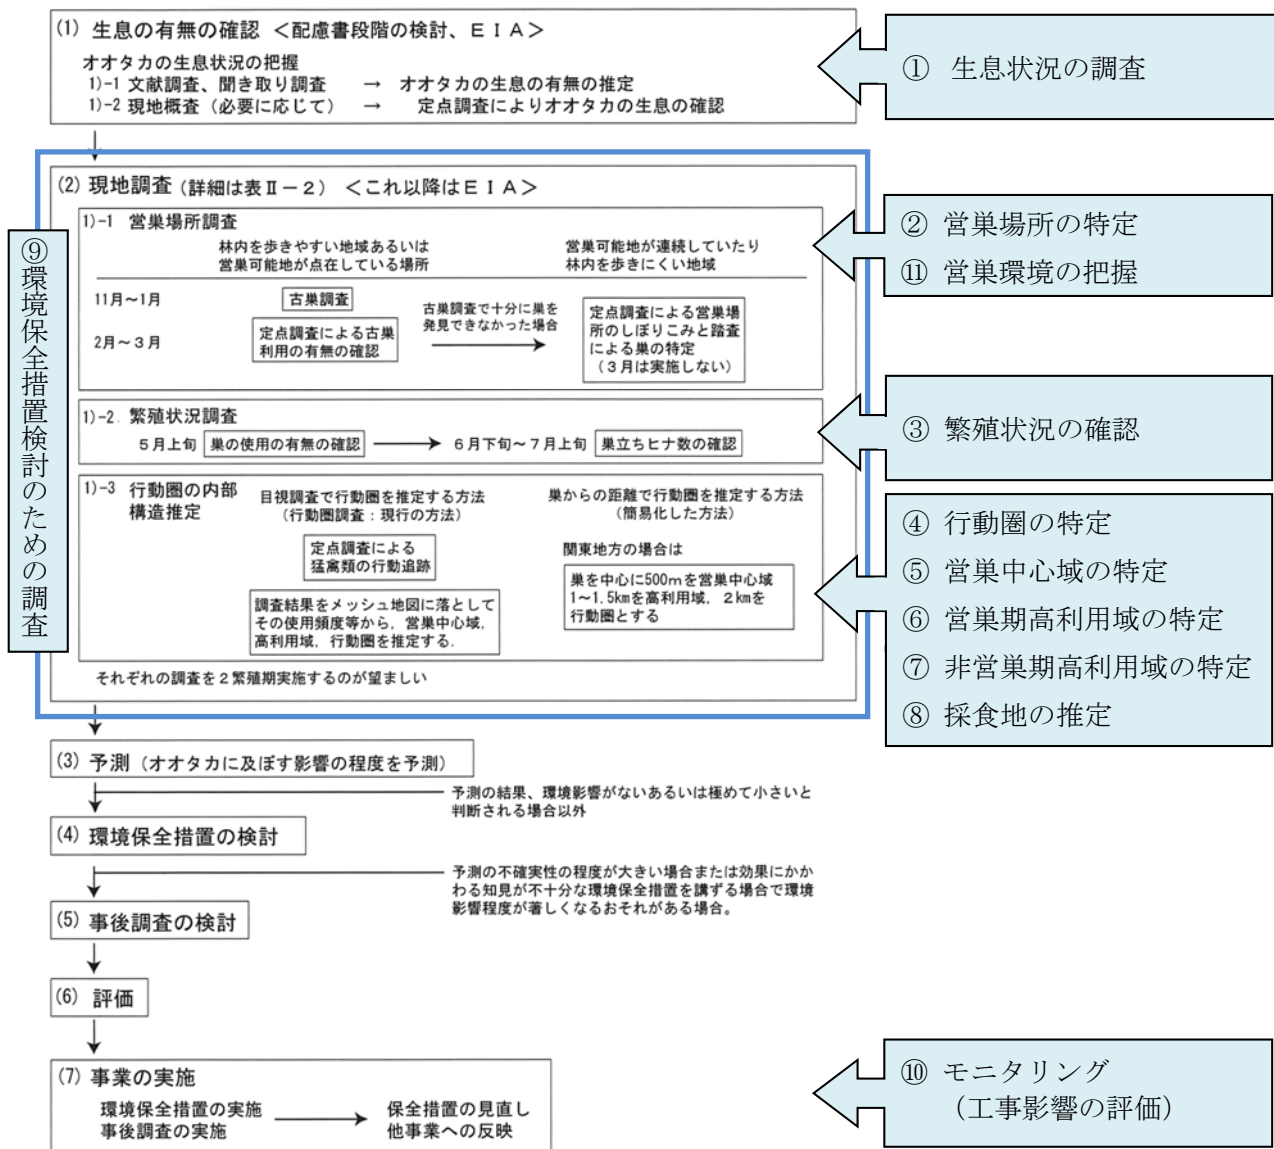 (1) 生息の有無の確認 ＜配慮書段階の検討、ＥＩＡ＞
オオタカの生息状況の把握
1)-1 文献調査、聞き取り調査 → オオタカの生息の有無の推定
1)-2 現地概査（必要に応じて） → 定点調査によりオオタカの生息の確認
① 生息状況の調査
(2) 現地調査（詳細は表Ⅱ－２）＜これ以降はＥＩＡ＞
1)-1 営巣場所調査
林内を歩きやすい地域あるいは
営巣可能地が点在している場所
営巣可能地が連続していたり
林内を歩きにくい地域
11月～1月
古巣調査
2月～３月
定点調査による古巣
利用の有無の確認
古巣調査で十分に巣を
発見できなかった場合
定点調査による営巣場
所のしぼりこみと踏査
による巣の特定
（３月は実施しない）
② 営巣場所の特定
⑪ 営巣環境の把握
⑨環境保全措置検討のための調査
1)-2. 繁殖状況調査
５月上旬 巣の使用の有無の確認 → ６月下旬～７月上旬 巣立ちヒナ数の確認
③ 繁殖状況の確認
1)-3 行動圏の内部
構造推定
目視調査で行動圏を推定する方法
（行動圏調査：現行の方法）
定点調査による
猛禽類の行動追跡
調査結果をメッシュ地図に落として
その使用頻度等から，営巣中心域，
高利用域，行動圏を推定する．
巣からの距離で行動圏を推定する方法
（簡易化した方法）
関東地方の場合は
巣を中心に500ｍを営巣中心域
1～1.5kmを高利用域，２kmを
行動圏とする
④ 行動圏の特定
⑤ 営巣中心域の特定
⑥ 営巣期高利用域の特定
⑦ 非営巣期高利用域の特定
⑧ 採食地の推定
それぞれの調査を２繁殖期実施するのが望ましい
(3) 予測（オオタカに及ぼす影響の程度を予測）
予測の結果、環境影響がないあるいは極めて小さいと
判断される場合以外
(4) 環境保全措置の検討
予測の不確実性の程度が大きい場合または効果にかか
わる知見が不十分な環境保全措置を講ずる場合で環境
影響程度が著しくなるおそれがある場合。
(5) 事後調査の検討
(6) 評価
(7) 事業の実施
環境保全措置の実施
事後調査の実施
保全措置の見直し
他事業への反映
⑩ モニタリング
（工事影響の評価）